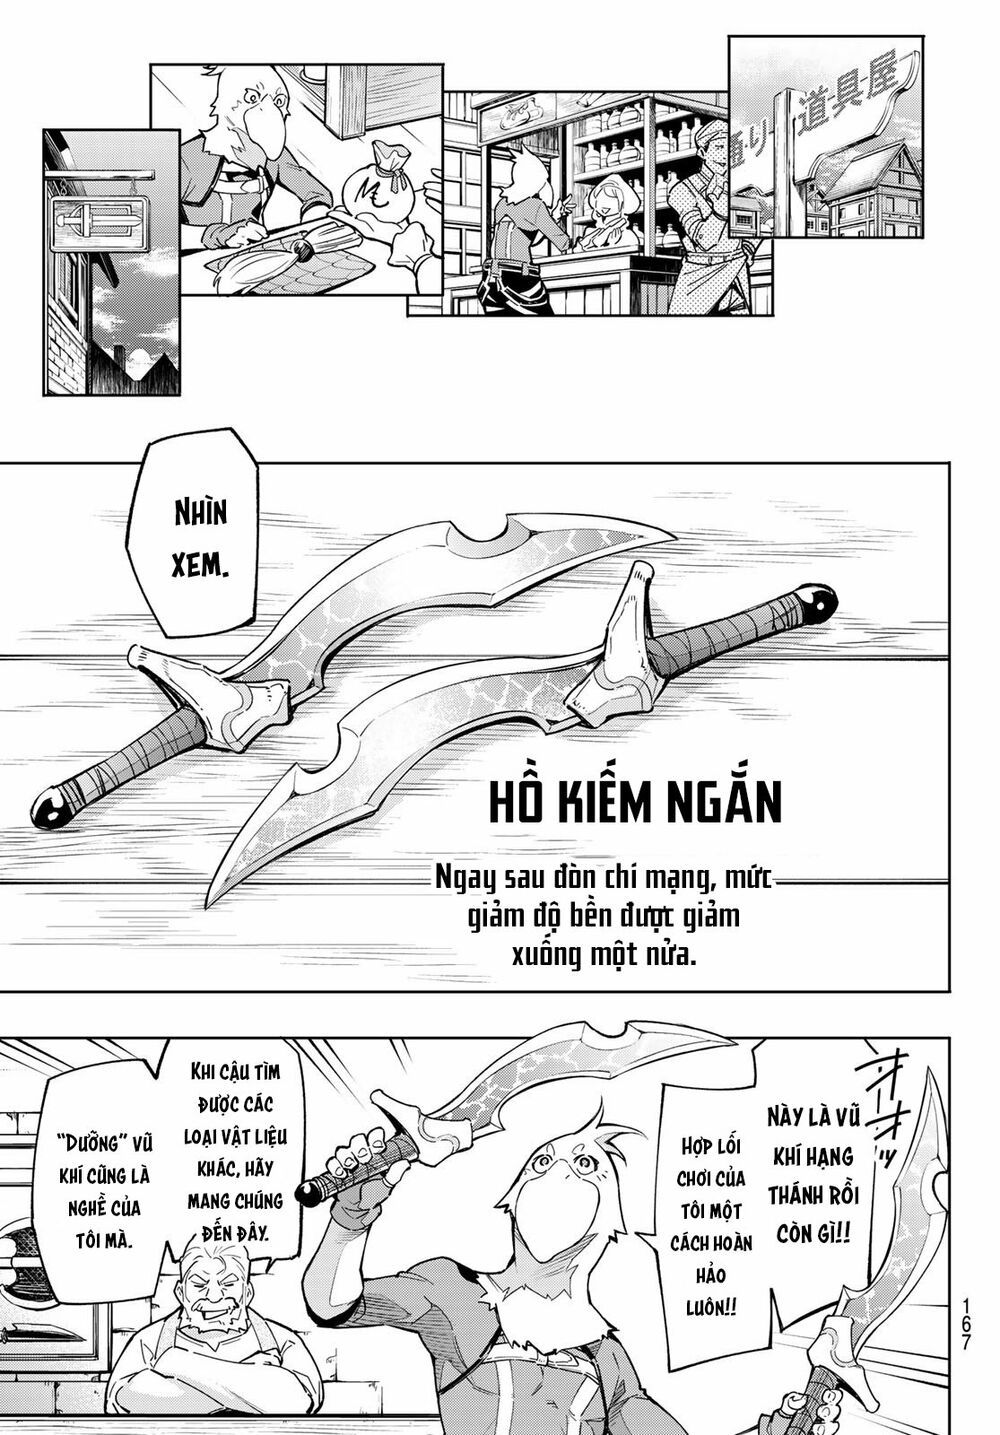 道具屋
通り
NHÌN
XEM.
HỒ KIẾM NGẮN
Ngay sau đòn chí mạng, mức
giảm độ bền được giảm
xuống một nửa.
NÀY LÀ VŨ
KHÍ HẠNG
THÁNH RỒI
CÒN GÌ!!
HỢP LỐI
CHƠI CỦA
TÔI MỘT
CÁCH HOÀN
HẢO
LUÔN!!
KHI CẬU TÌM
ĐƯỢC CÁC
LOẠI VẬT LIỆU
KHÁC, HÃY
MANG CHÚNG
ĐẾN ĐÂY.
“DƯỠNG” VŨ
KHÍ CŨNG LÀ
NGHỀ CỦA
TÔI MÀ.
167